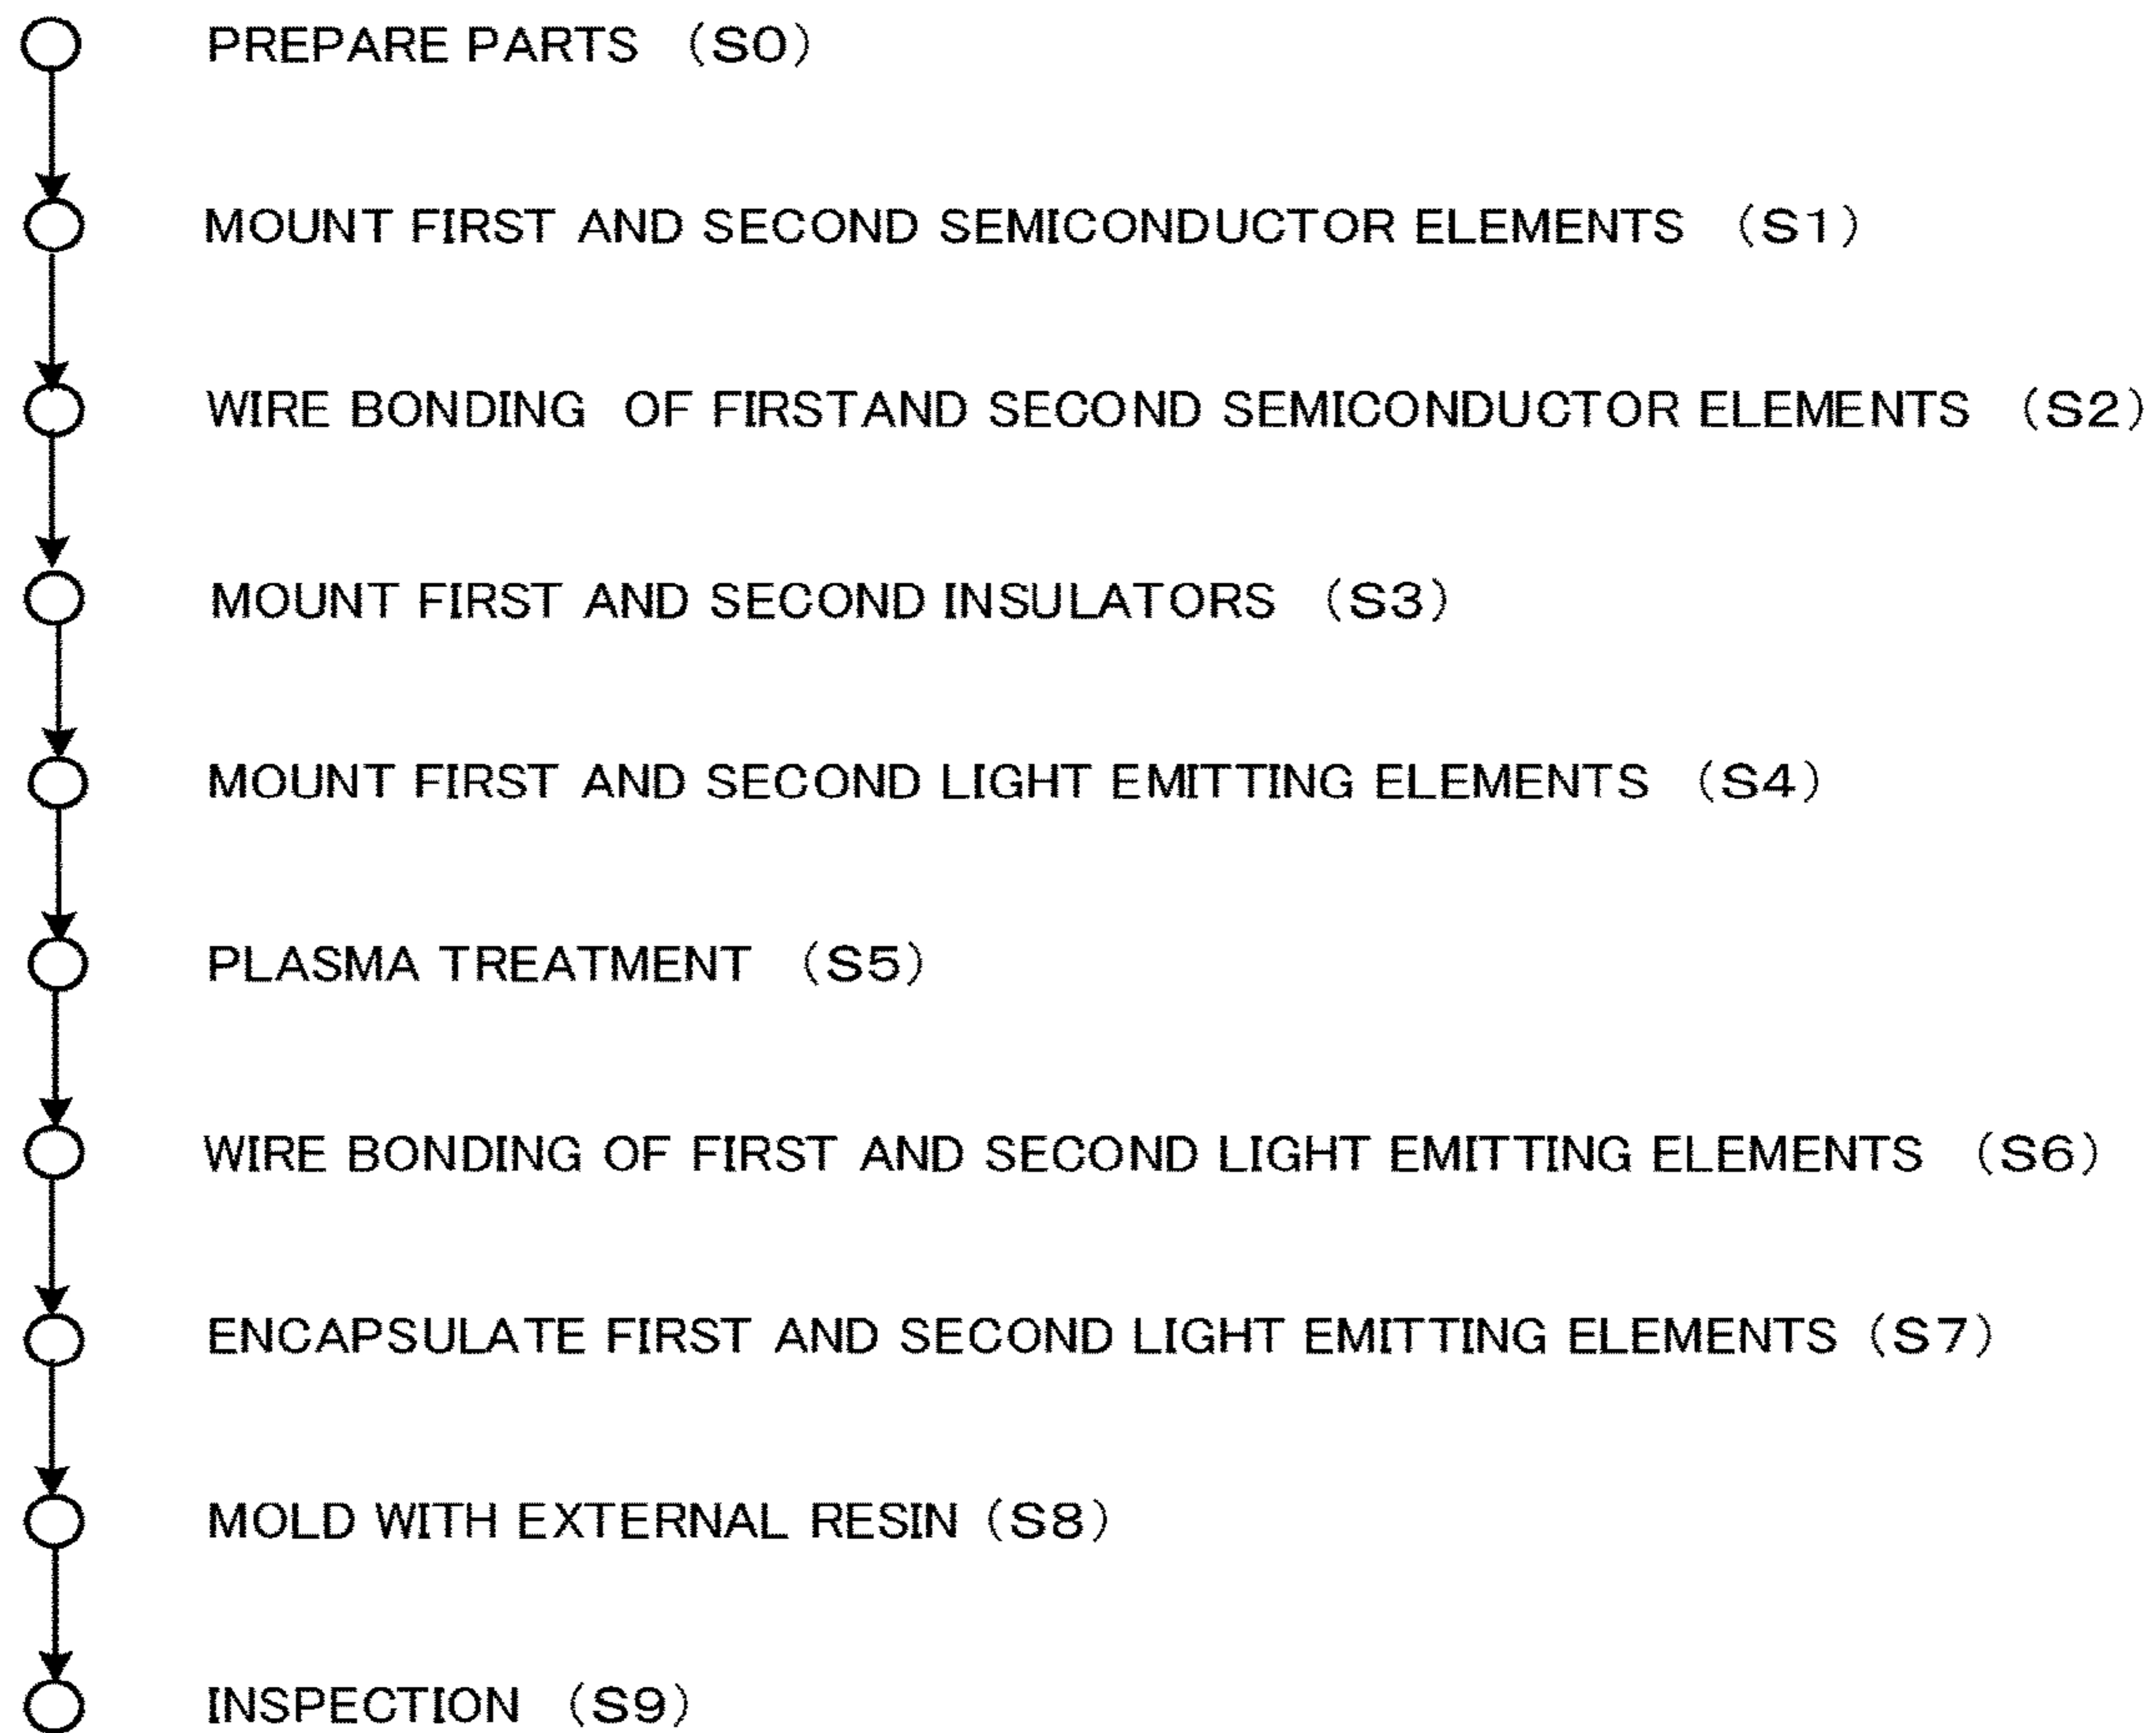 PREPARE PARTS (S0)
MOUNT FIRST AND SECOND SEMICONDUCTOR ELEMENTS (S1)
WIRE BONDING OF FIRSTAND SECOND SEMICONDUCTOR ELEMENTS (S2)
MOUNT FIRST AND SECOND INSULATORS (S3)
MOUNT FIRST AND SECOND LIGHT EMITTING ELEMENTS (S4)
PLASMA TREATMENT (S5)
WIRE BONDING OF FIRST AND SECOND LIGHT EMITTING ELEMENTS (S6)
ENCAPSULATE FIRST AND SECOND LIGHT EMITTING ELEMENTS (S7)
MOLD WITH EXTERNAL RESIN (S8)
INSPECTION (S9)